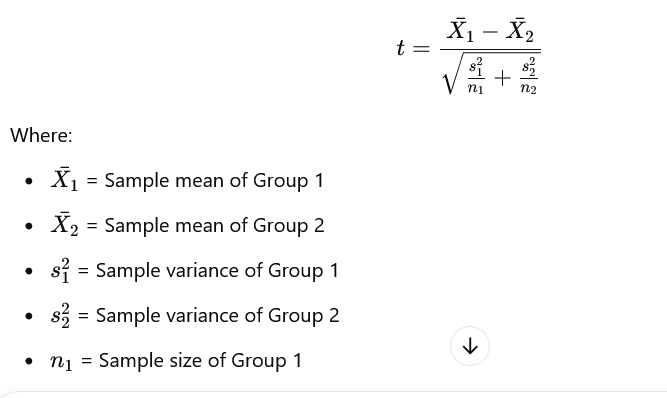 t = (X̄₁ − X̄₂) / √(s₁²/n₁ + s₂²/n₂)
Where:
• X̄₁ = Sample mean of Group 1
• X̄₂ = Sample mean of Group 2
• s₁² = Sample variance of Group 1
• s₂² = Sample variance of Group 2
• n₁ = Sample size of Group 1